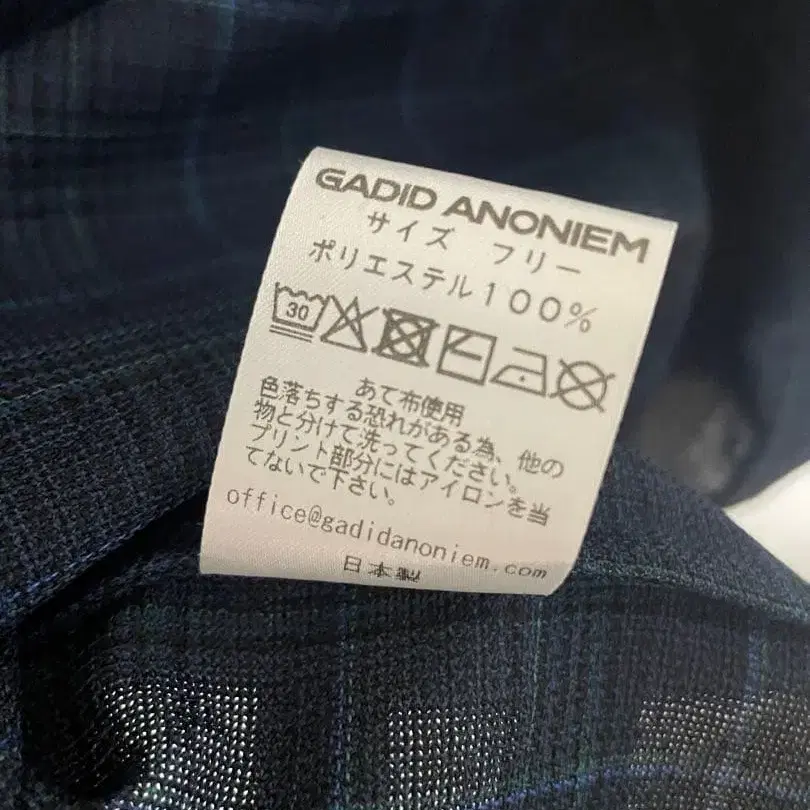 GADID ANONIEM
サイズ フリー
ポリエステル100%
30
あて布使用
色落ちする恐れがある為、他の
物と分けて洗ってください。
プリント部分にはアイロンを当
てないで下さい。
office@gadidanoniem.com
日本製